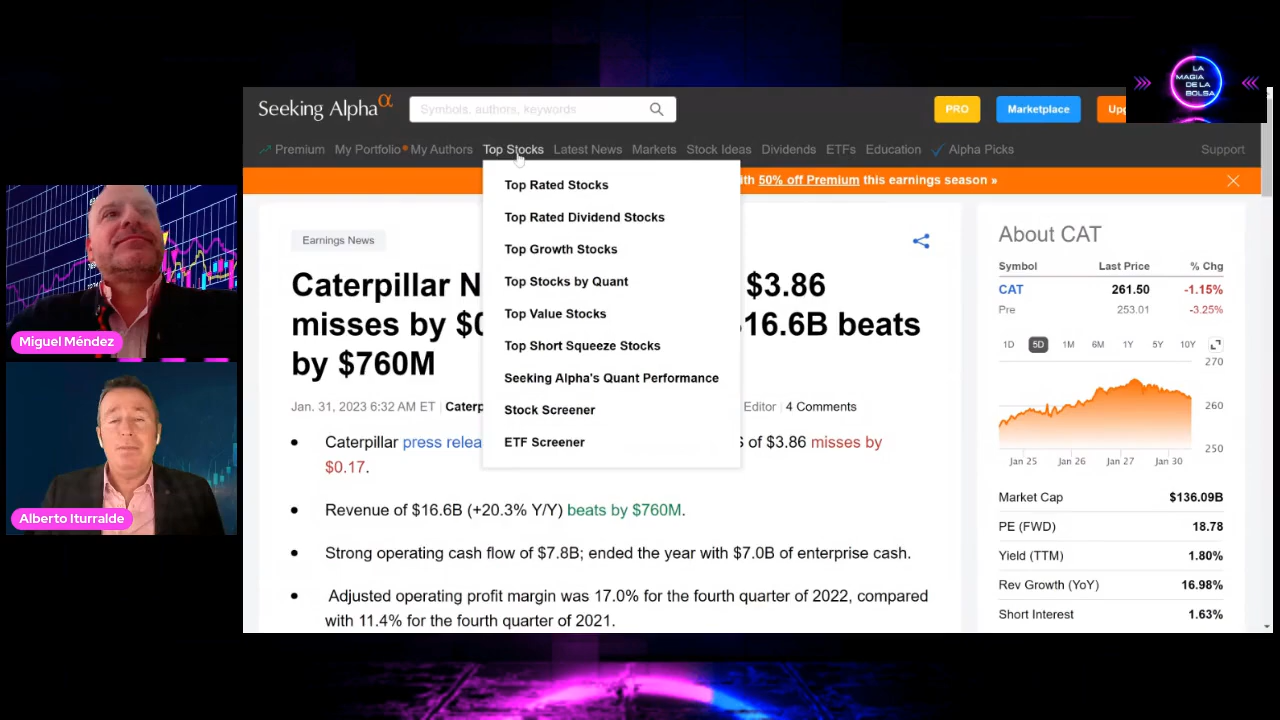 LA
MAGIA
DE LA
BOLSA
Seeking Alpha α
Symbols, authors, keywords
PRO
Marketplace
Premium My Portfolio My Authors Top Stocks Latest News Markets Stock Ideas Dividends ETFs Education Alpha Picks Support
50% off Premium this earnings season »
Top Rated Stocks
Top Rated Dividend Stocks
Top Growth Stocks
Top Stocks by Quant
Top Value Stocks
Top Short Squeeze Stocks
Seeking Alpha's Quant Performance
Stock Screener
ETF Screener
Earnings News
Caterpillar N $3.86
misses by $ 16.6B beats
by $760M
Jan. 31, 2023 6:32 AM ET Editor 4 Comments
Caterpillar press of $3.86 misses by
$0.17.
Revenue of $16.6B (+20.3% Y/Y) beats by $760M.
Strong operating cash flow of $7.8B; ended the year with $7.0B of enterprise cash.
Adjusted operating profit margin was 17.0% for the fourth quarter of 2022, compared
with 11.4% for the fourth quarter of 2021.
About CAT
Symbol Last Price % Chg
CAT 261.50 -1.15%
Pre 253.01 -3.25%
1D 5D 1M 6M 1Y 5Y 10Y
270
260
250
Jan 25 Jan 26 Jan 27 Jan 30
Market Cap $136.09B
PE (FWD) 18.78
Yield (TTM) 1.80%
Rev Growth (YoY) 16.98%
Short Interest 1.63%
Miguel Méndez
Alberto Iturralde